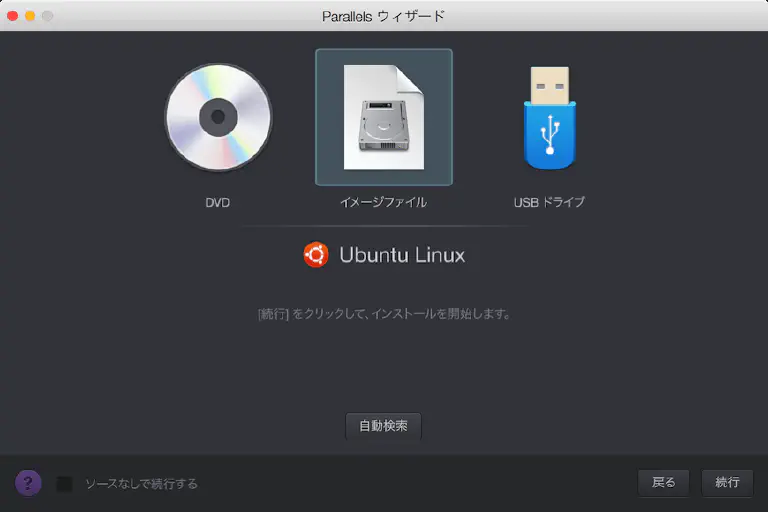 Parallels ウィザード
DVD
イメージファイル
USB ドライブ
Ubuntu Linux
[続行] をクリックして、インストールを開始します。
自動検索
?
ソースなしで続行する
戻る
続行